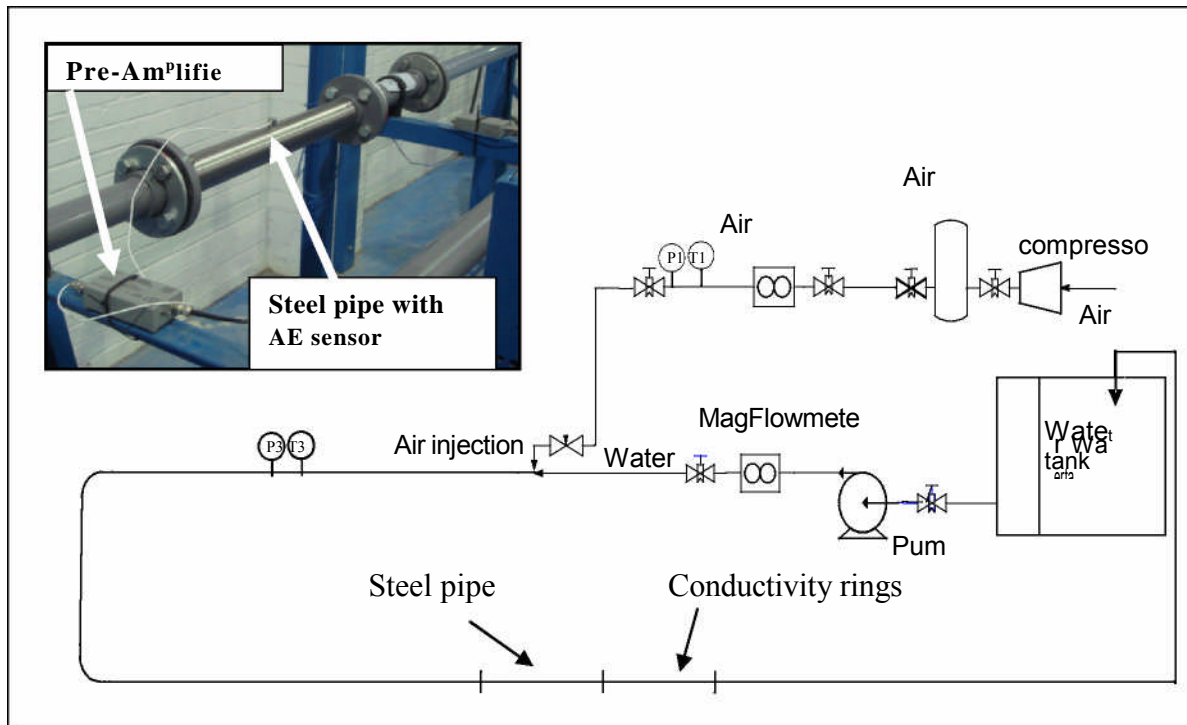 Pre-Amplifie
Steel pipe with
AE sensor
Air
Air
compresso
P1
T1
Air
MagFlowmete
P3
T3
Air injection
Water
Wate
r Wat
tank
Pum
Steel pipe
Conductivity rings